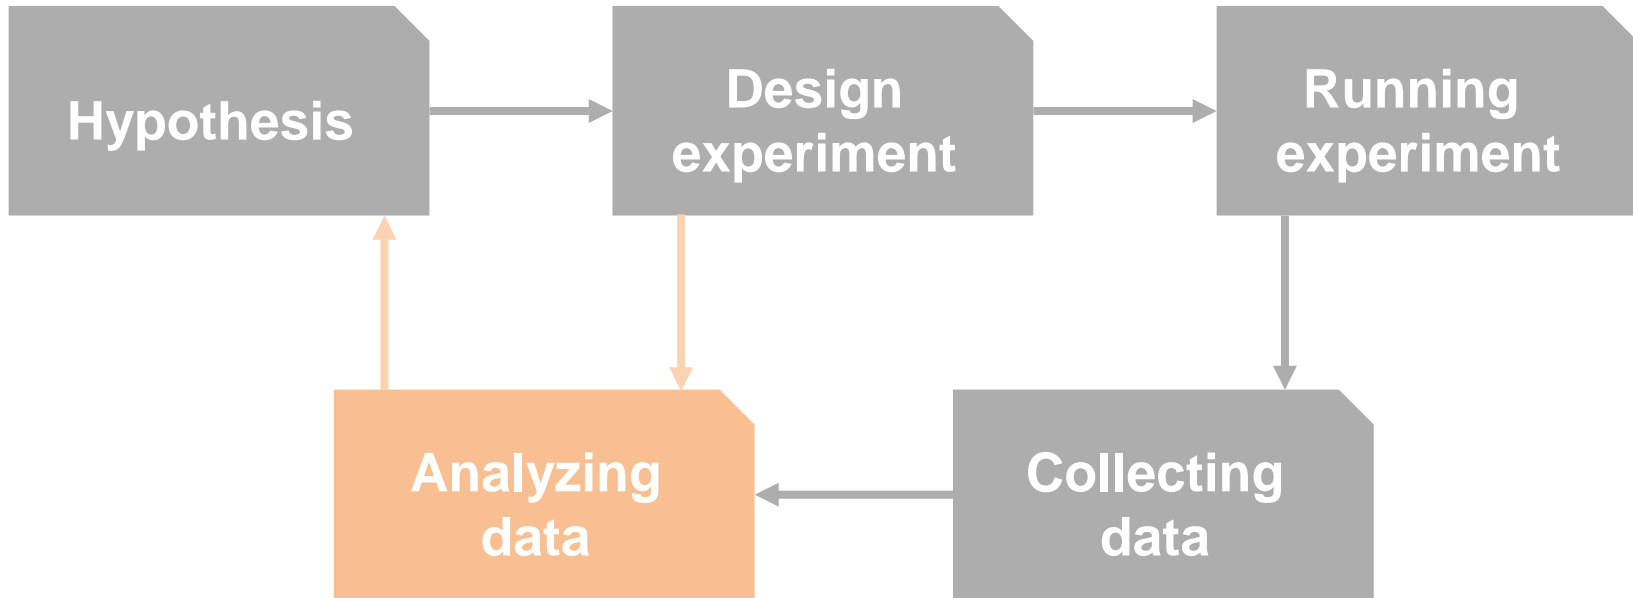 Hypothesis
Design
experiment
Running
experiment
Analyzing
data
Collecting
data